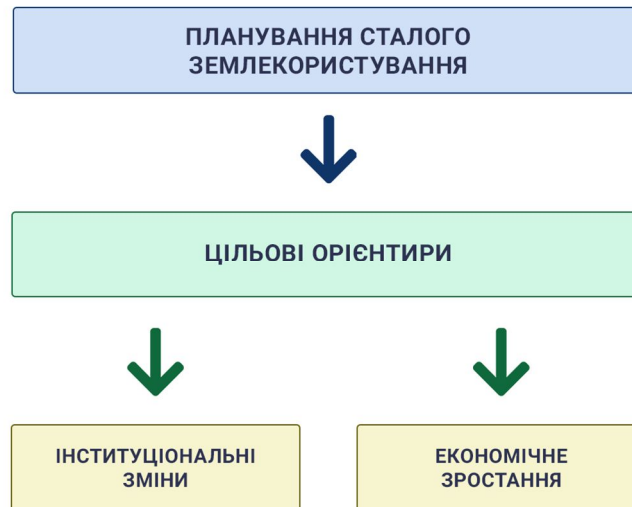 ПЛАНУВАННЯ СТАЛОГО
ЗЕМЛЕКОРИСТУВАННЯ
ЦІЛЬОВІ ОРІЄНТИРИ
ІНСТИТУЦІОНАЛЬНІ
ЗМІНИ
ЕКОНОМІЧНЕ
ЗРОСТАННЯ